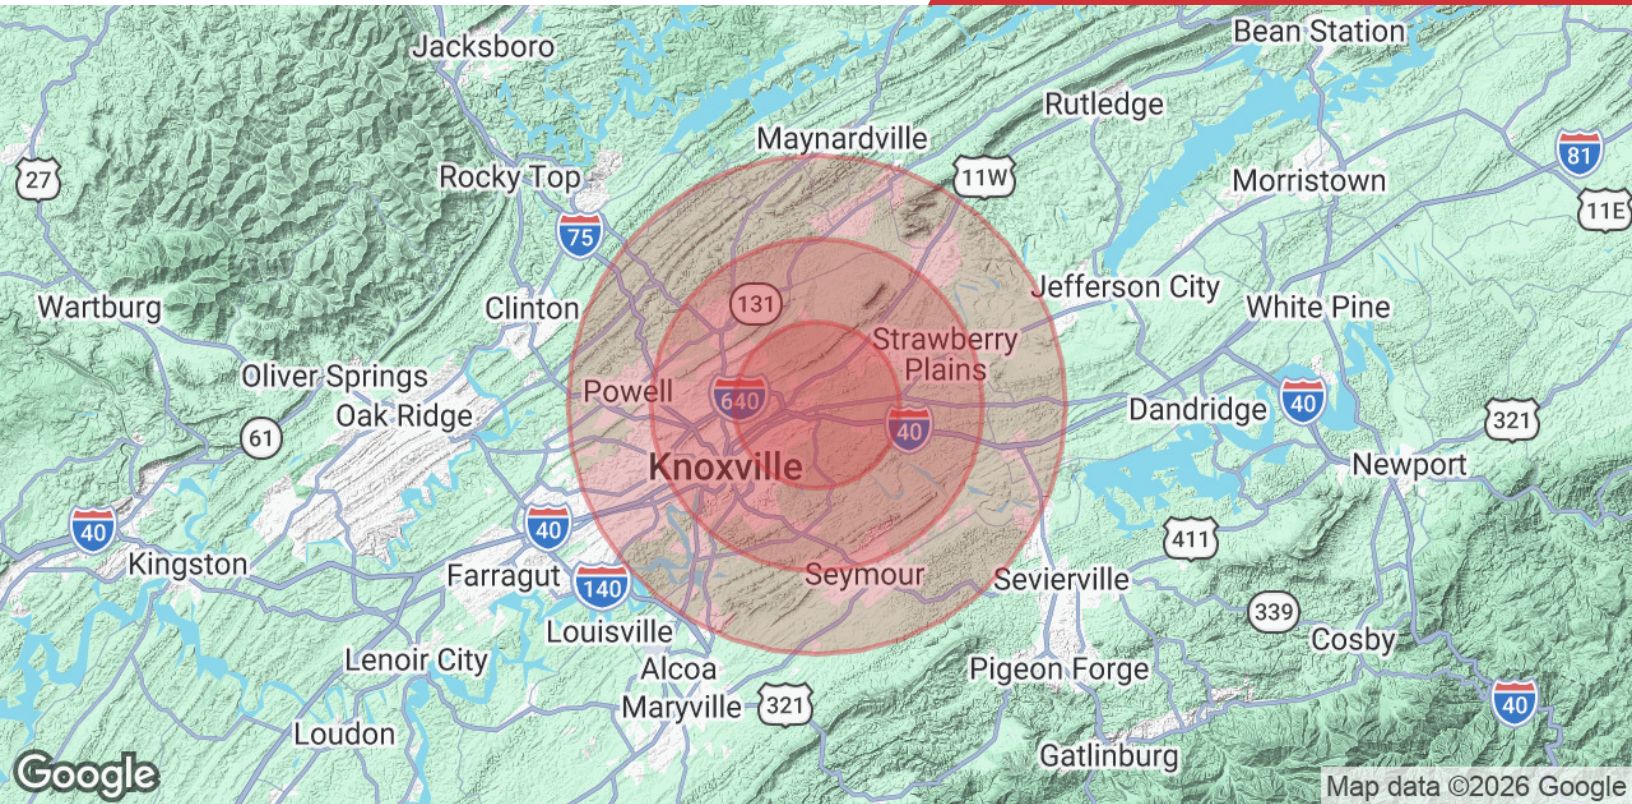 Jacksboro
Bean Station
Rutledge
Maynardville
81
27
Rocky Top
11W
Morristown
11E
75
Jefferson City
Wartburg
Clinton
131
White Pine
Strawberry
Plains
Oliver Springs
Powell
640
Oak Ridge
Dandridge
40
321
61
40
Knoxville
Newport
40
40
411
Kingston
Farragut
140
Seymour
Sevierville
339
Louisville
Cosby
Lenoir City
Alcoa
Pigeon Forge
Maryville
321
40
Loudon
Gatlinburg
Google
Map data ©2026 Google